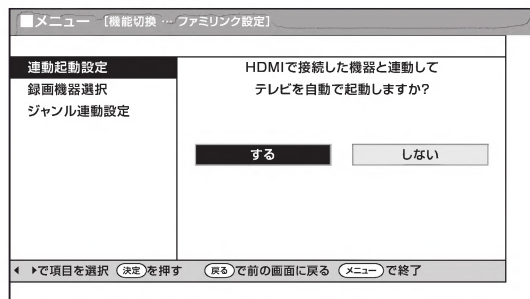 ■メニュー [機能切換 … ファミリンク設定]
連動起動設定
録画機器選択
ジャンル連動設定
HDMIで接続した機器と連動して
テレビを自動で起動しますか?
する
しない
で項目を選択 決定を押す 戻るで前の画面に戻る メニューで終了